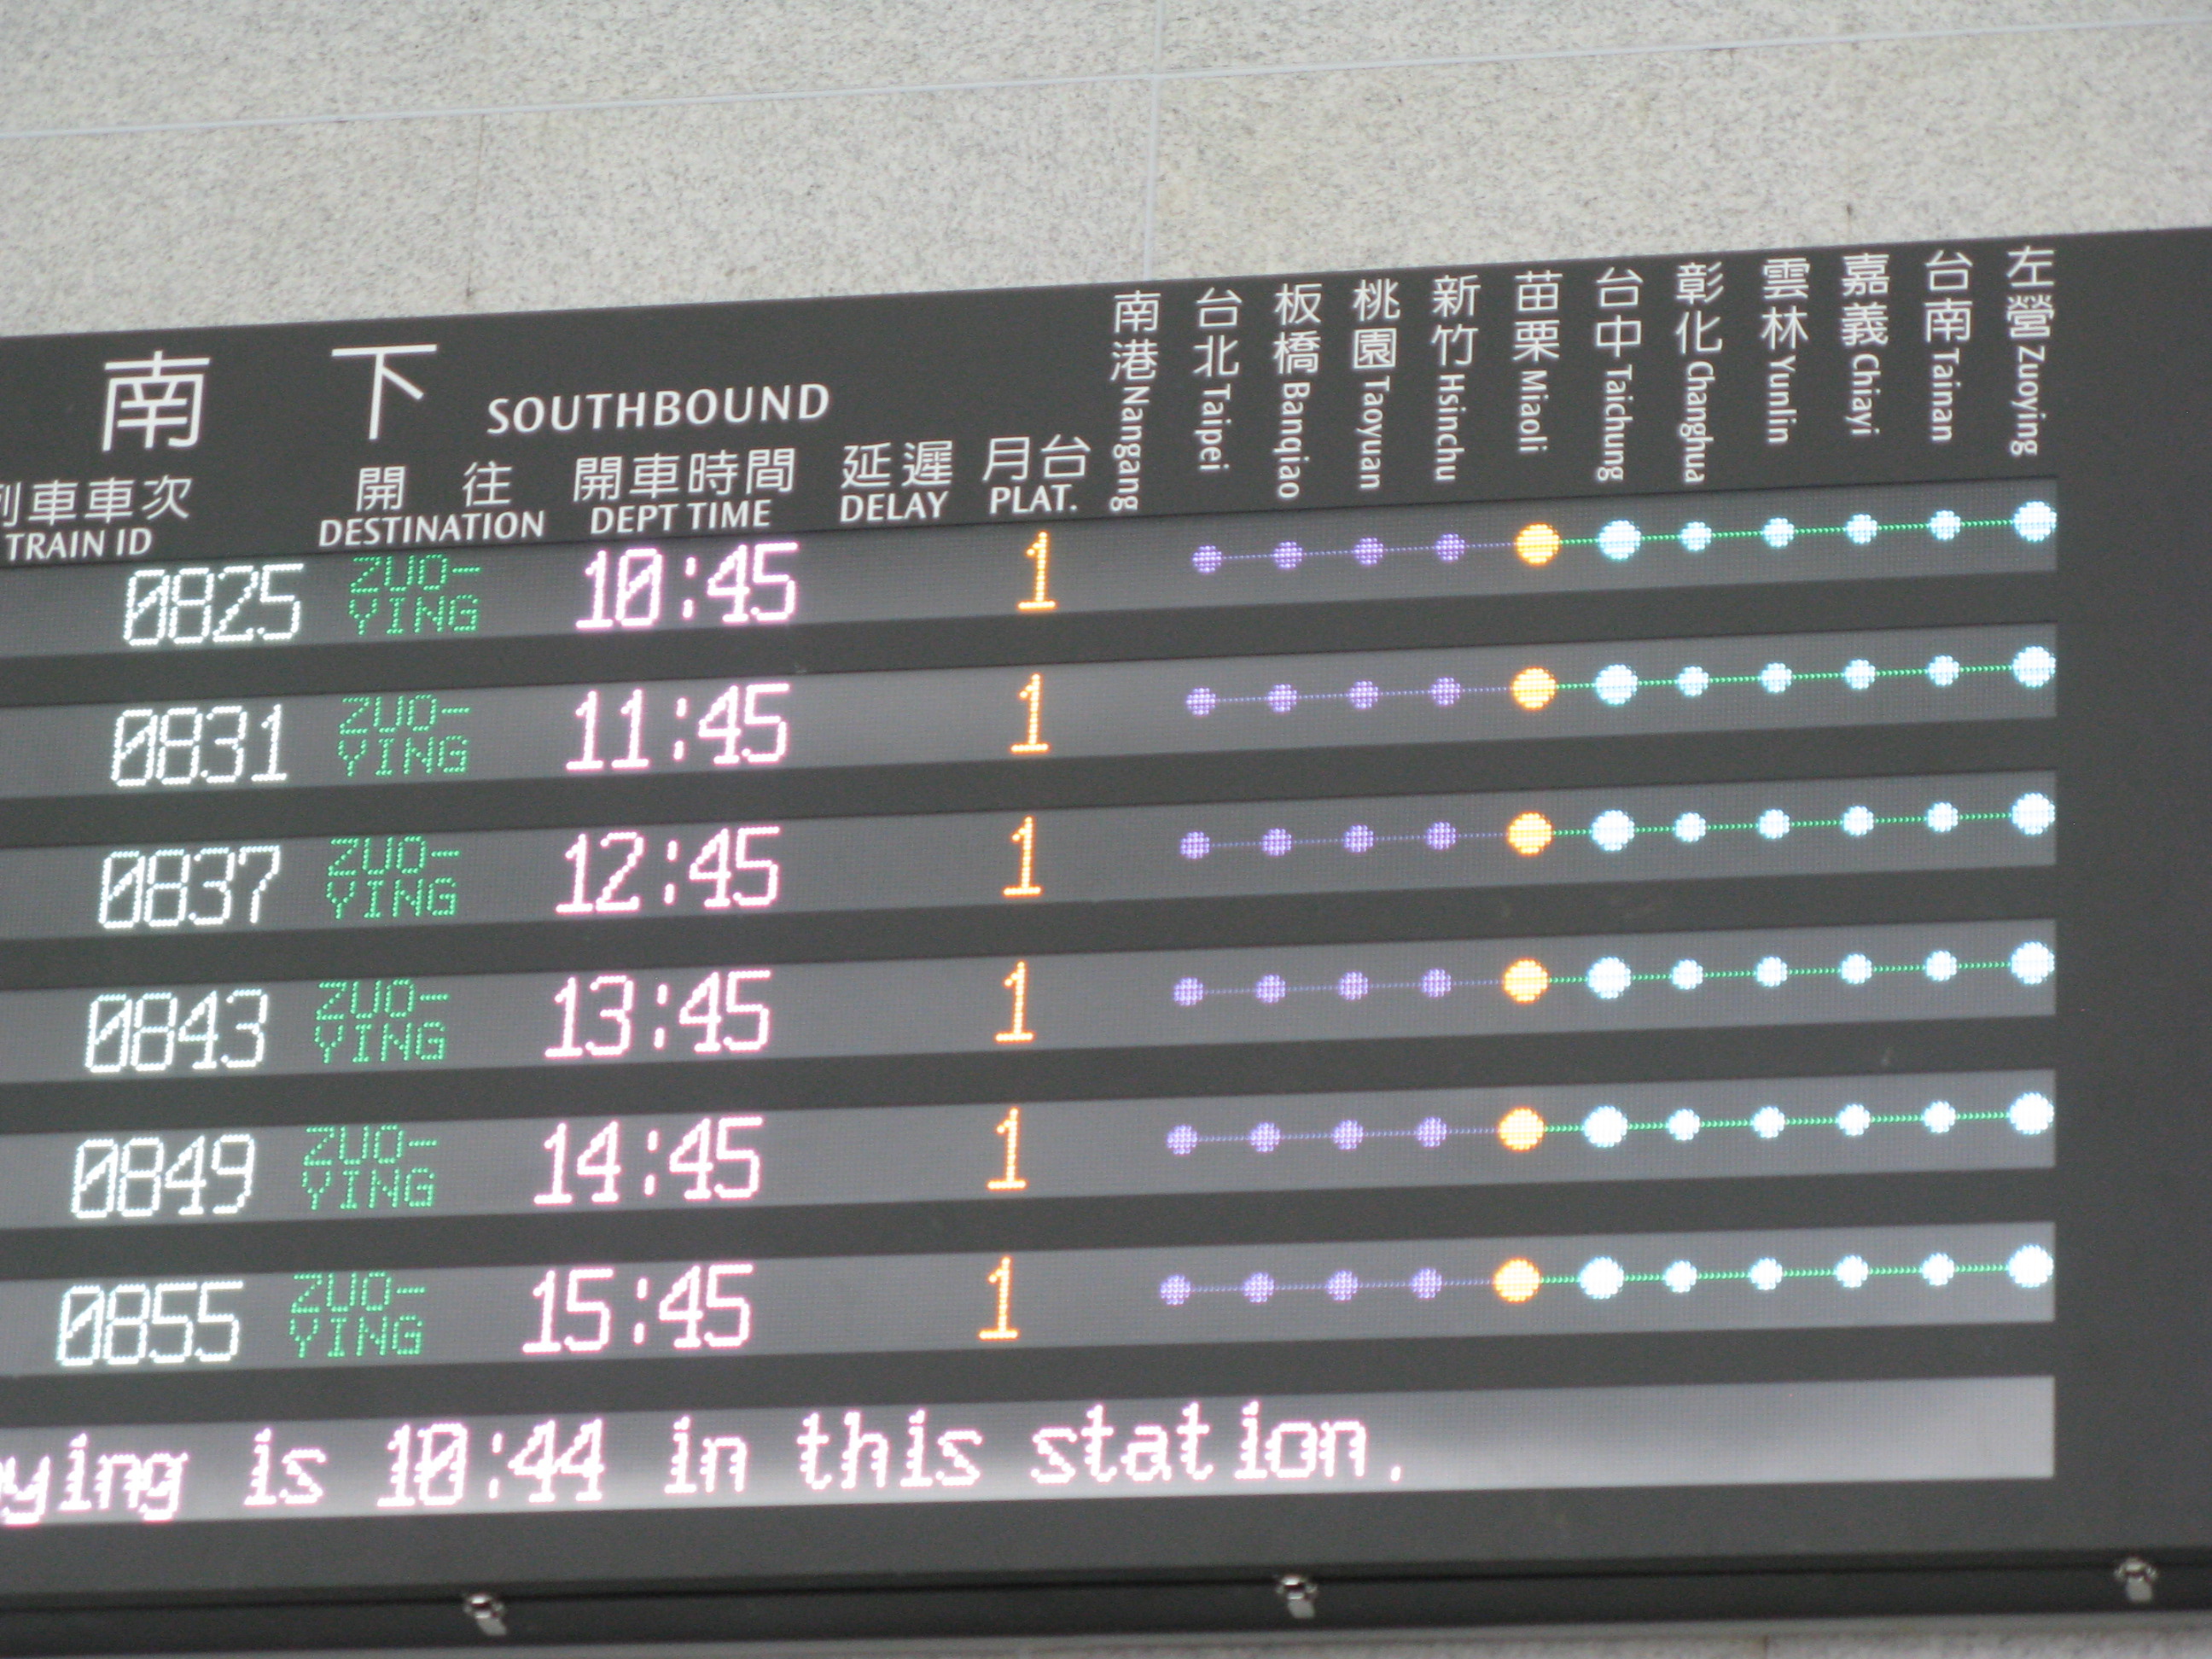 南下 SOUTHBOUND
列車車次 開往 開車時間 延遲 月台 南港 台北 板橋 桃園 新竹 苗栗 台中 彰化 雲林 嘉義 台南 左營
TRAIN ID DESTINATION DEPT TIME DELAY PLAT. Nangang Taipei Banqiao Taoyuan Hsinchu Miaoli Taichung Changhua Yunlin Chiayi Tainan Zuoying
0825 ZUO-YING 10:45 1
0831 ZUO-YING 11:45 1
0837 ZUO-YING 12:45 1
0843 ZUO-YING 13:45 1
0849 ZUO-YING 14:45 1
0855 ZUO-YING 15:45 1
ying is 10:44 in this station.